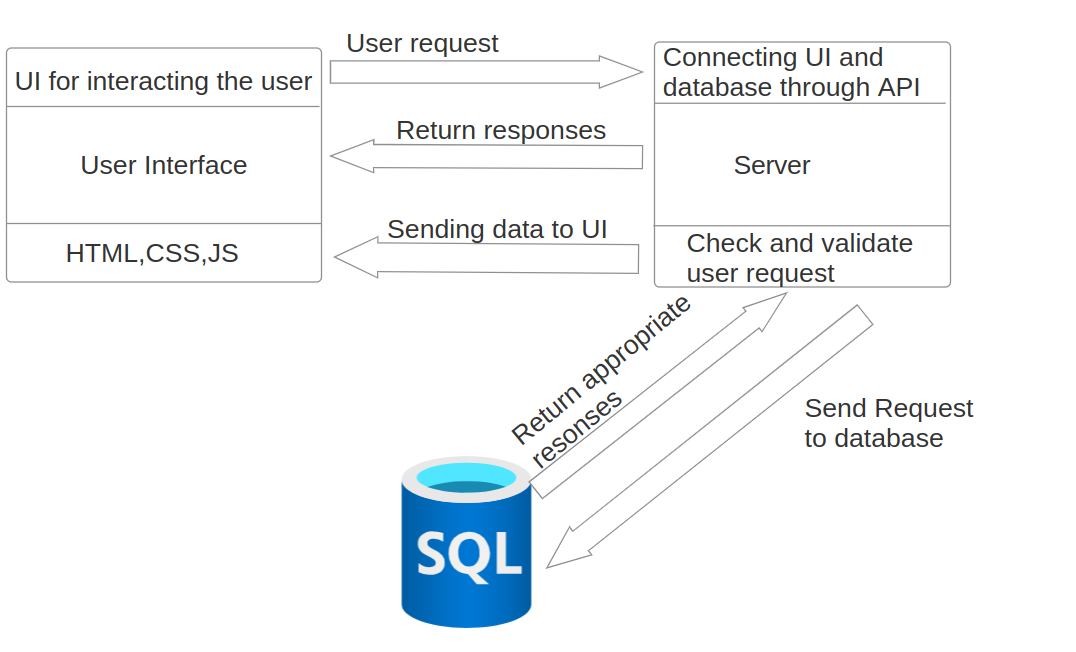 User request
UI for interacting the user
Connecting UI and
database through API
Return responses
User Interface
Server
Sending data to UI
HTML,CSS,JS
Check and validate
user request
Return appropriate
resonses
Send Request
to database
SQL